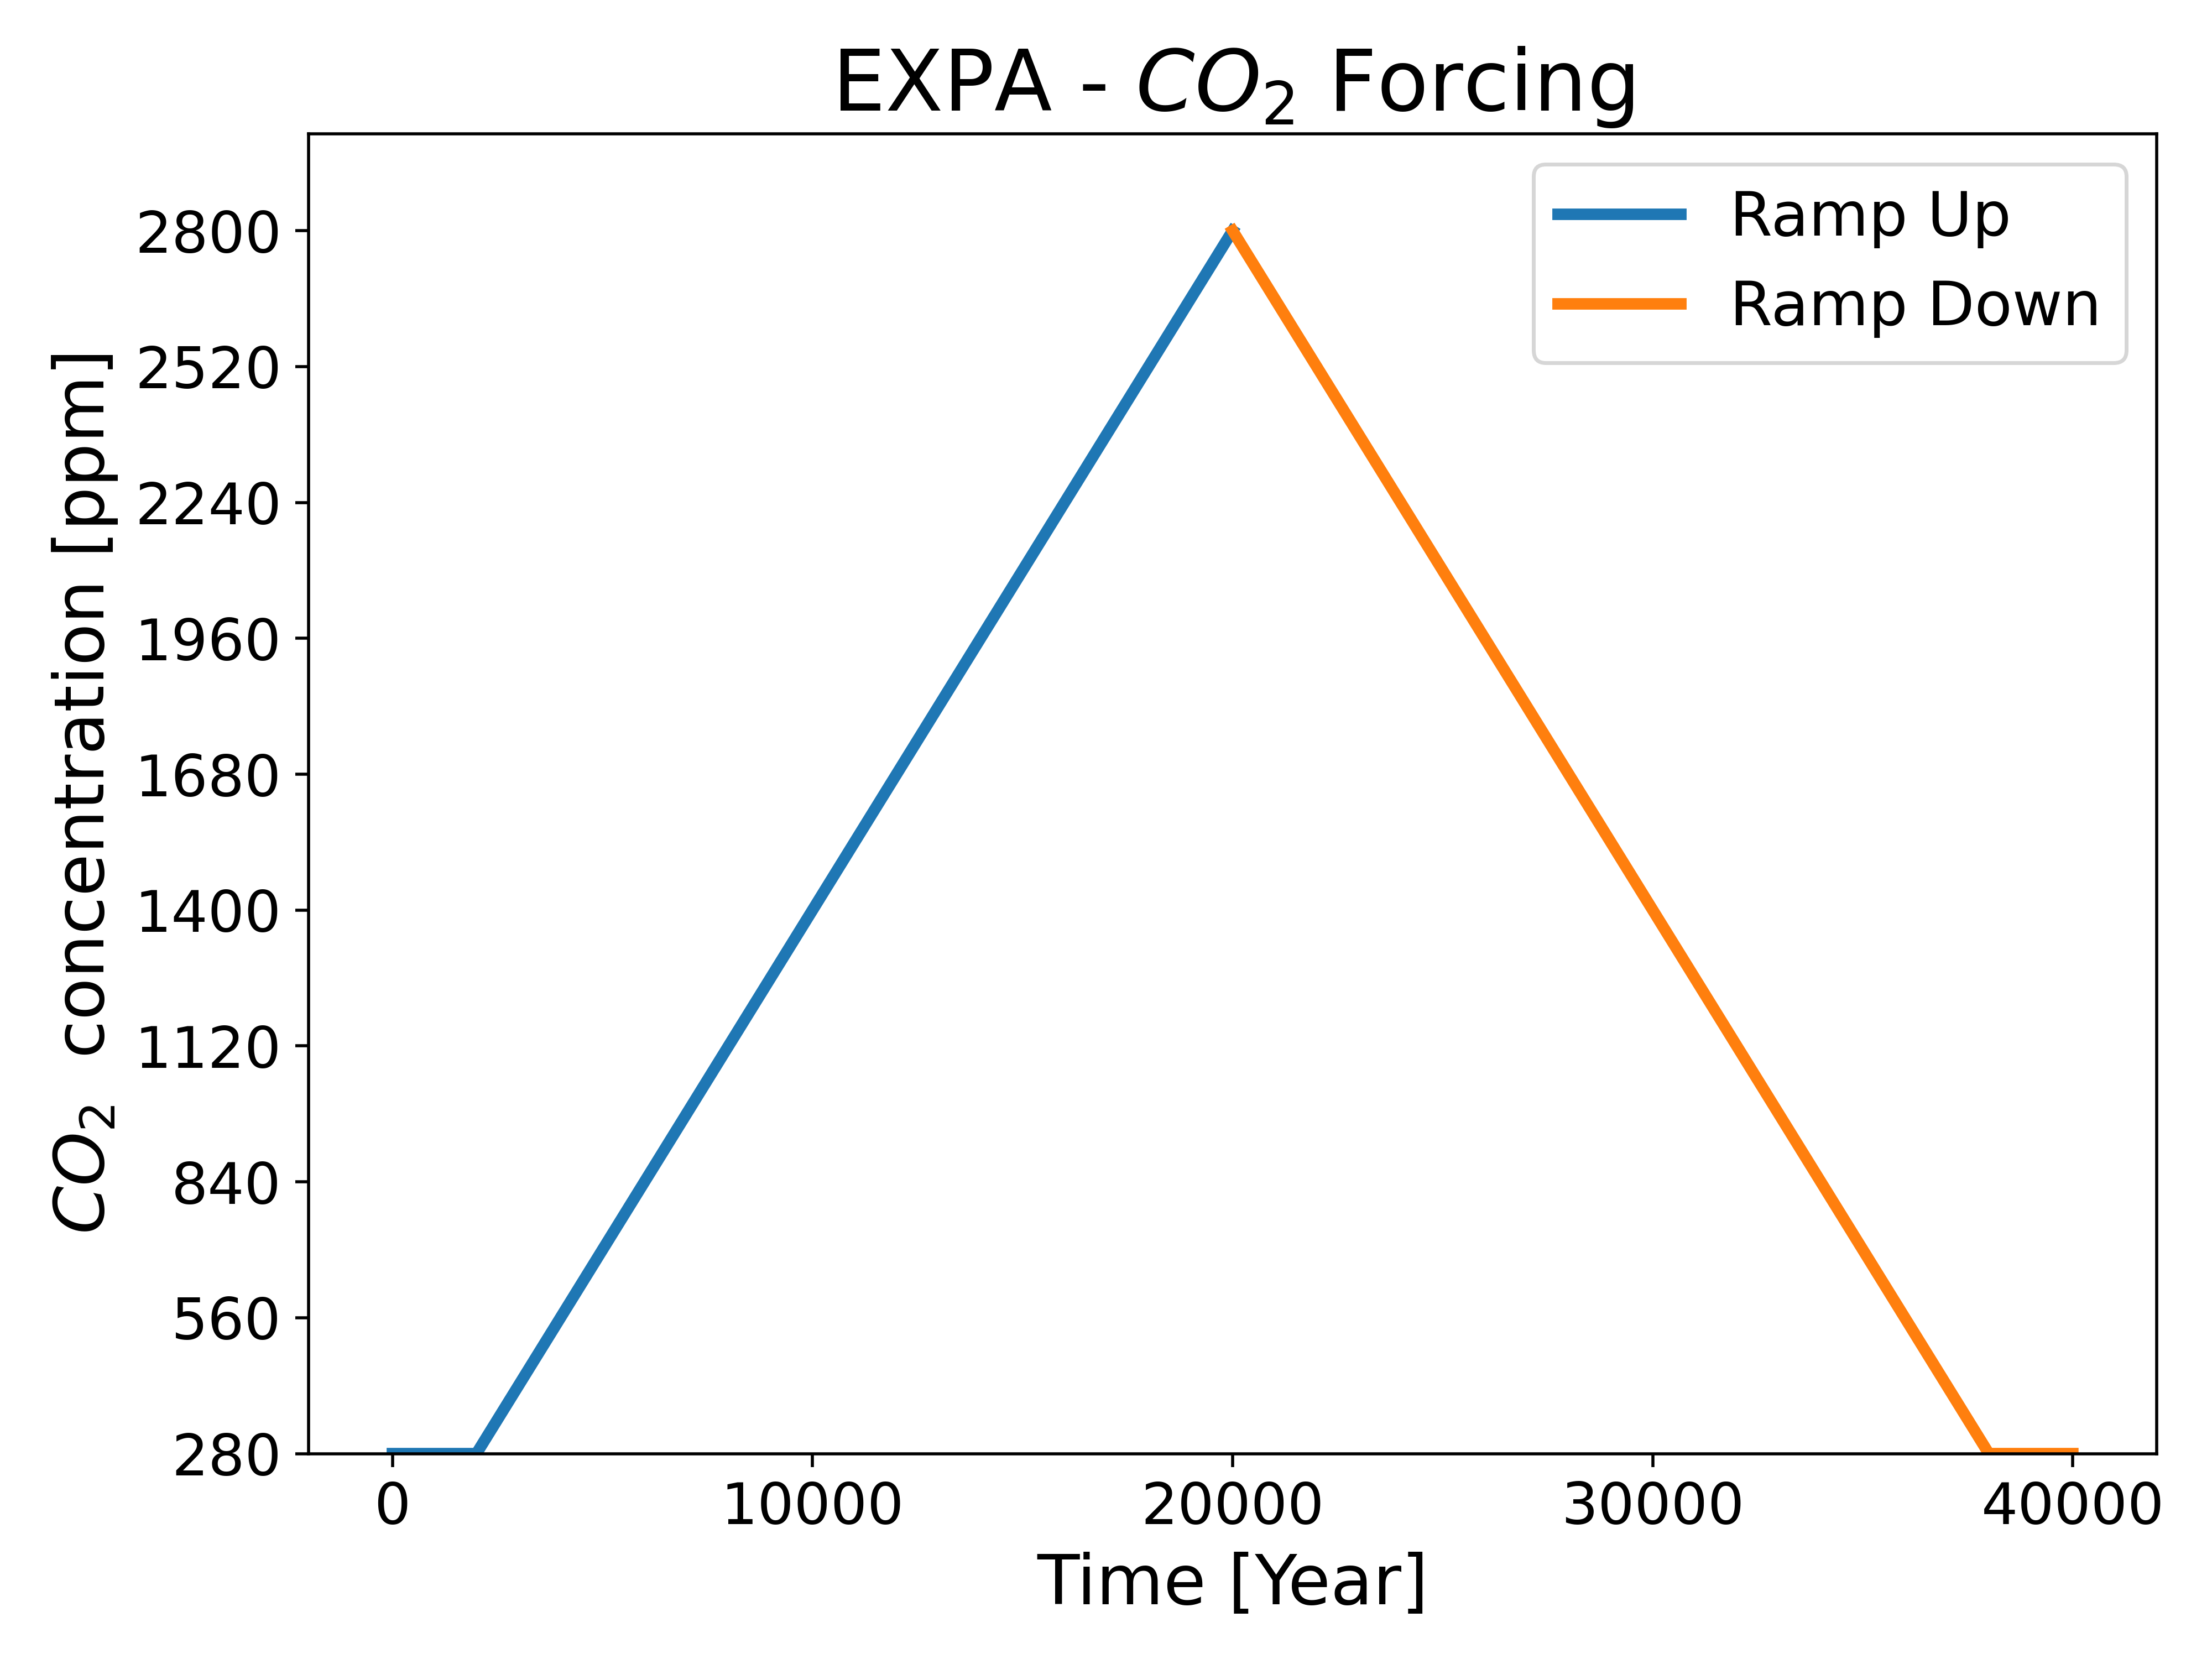 EXPA - CO₂ Forcing
Ramp Up
Ramp Down
CO₂ concentration [ppm]
2800
2520
2240
1960
1680
1400
1120
840
560
280
0 10000 20000 30000 40000
Time [Year]